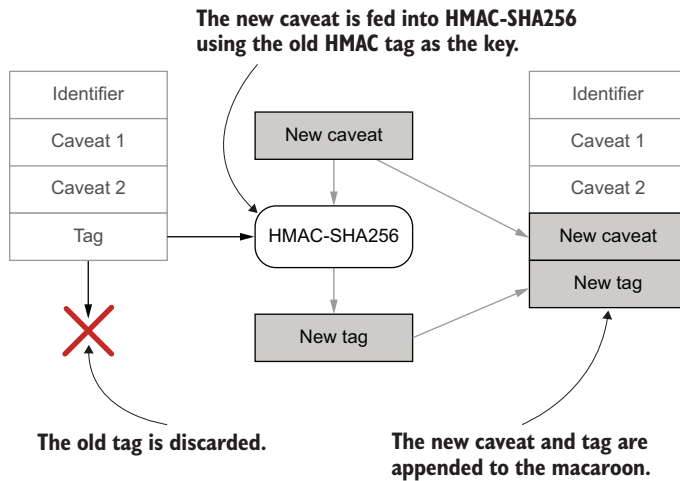 The new caveat is fed into HMAC-SHA256
using the old HMAC tag as the key.
Identifier
Caveat 1
Caveat 2
Tag
New caveat
HMAC-SHA256
New tag
Identifier
Caveat 1
Caveat 2
New caveat
New tag
The old tag is discarded.
The new caveat and tag are
appended to the macaroon.